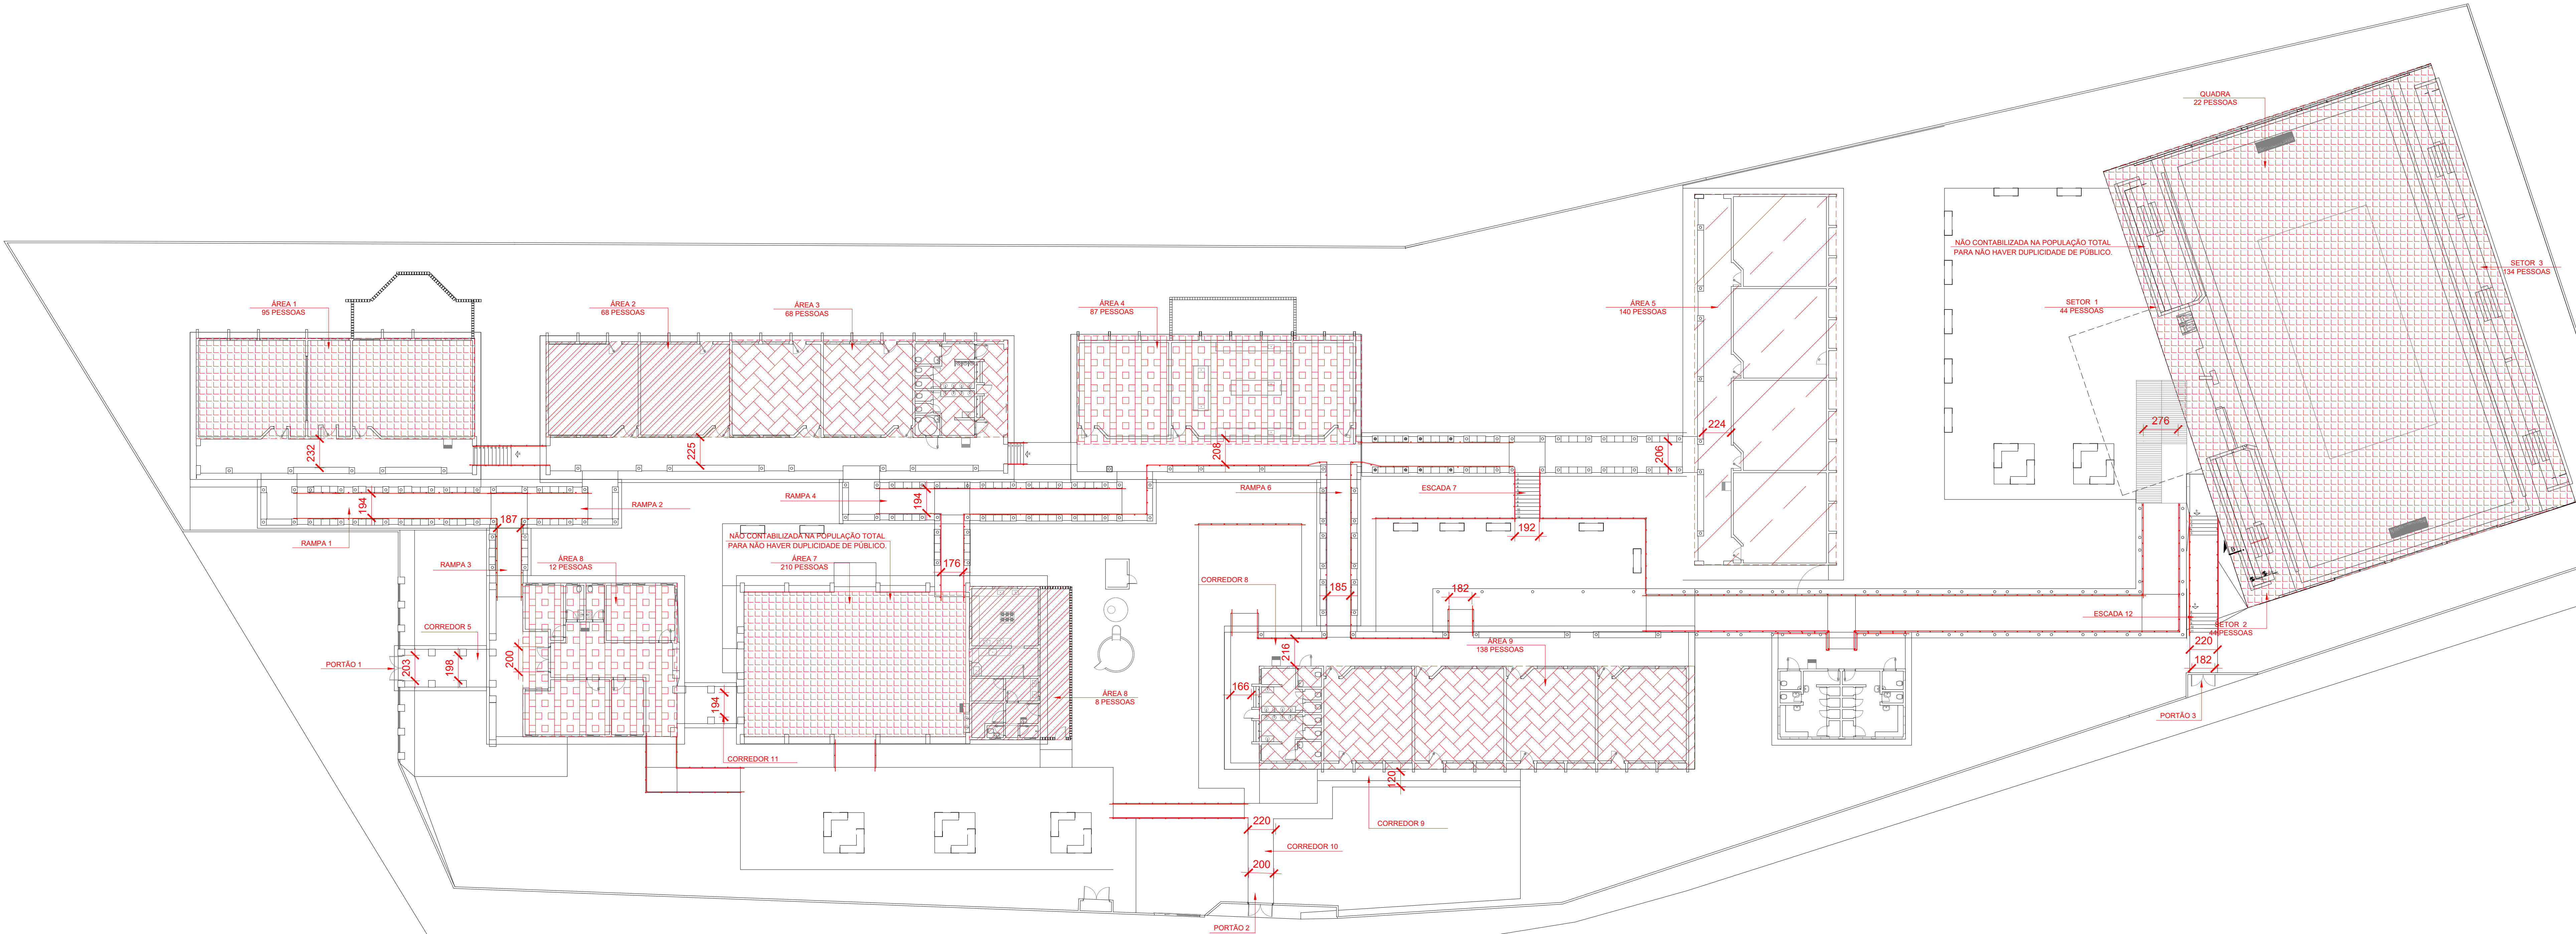 QUADRA
22 PESSOAS
NÃO CONTABILIZADA NA POPULAÇÃO TOTAL
PARA NÃO HAVER DUPLICIDADE DE PÚBLICO.
SETOR 3
134 PESSOAS
SETOR 1
44 PESSOAS
ÁREA 1
95 PESSOAS
ÁREA 2
68 PESSOAS
ÁREA 3
68 PESSOAS
ÁREA 4
87 PESSOAS
ÁREA 5
140 PESSOAS
232
225
208
206
224
276
RAMPA 1
194
187
RAMPA 2
RAMPA 4
194
RAMPA 6
ESCADA 7
192
NÃO CONTABILIZADA NA POPULAÇÃO TOTAL
PARA NÃO HAVER DUPLICIDADE DE PÚBLICO.
ÁREA 7
210 PESSOAS
176
RAMPA 3
ÁREA 8
12 PESSOAS
CORREDOR 8
185
182
ESCADA 12
SETOR 2
44 PESSOAS
CORREDOR 5
PORTÃO 1
203
198
200
216
ÁREA 9
138 PESSOAS
220
182
194
ÁREA 8
8 PESSOAS
166
PORTÃO 3
CORREDOR 11
120
220
CORREDOR 9
CORREDOR 10
200
PORTÃO 2